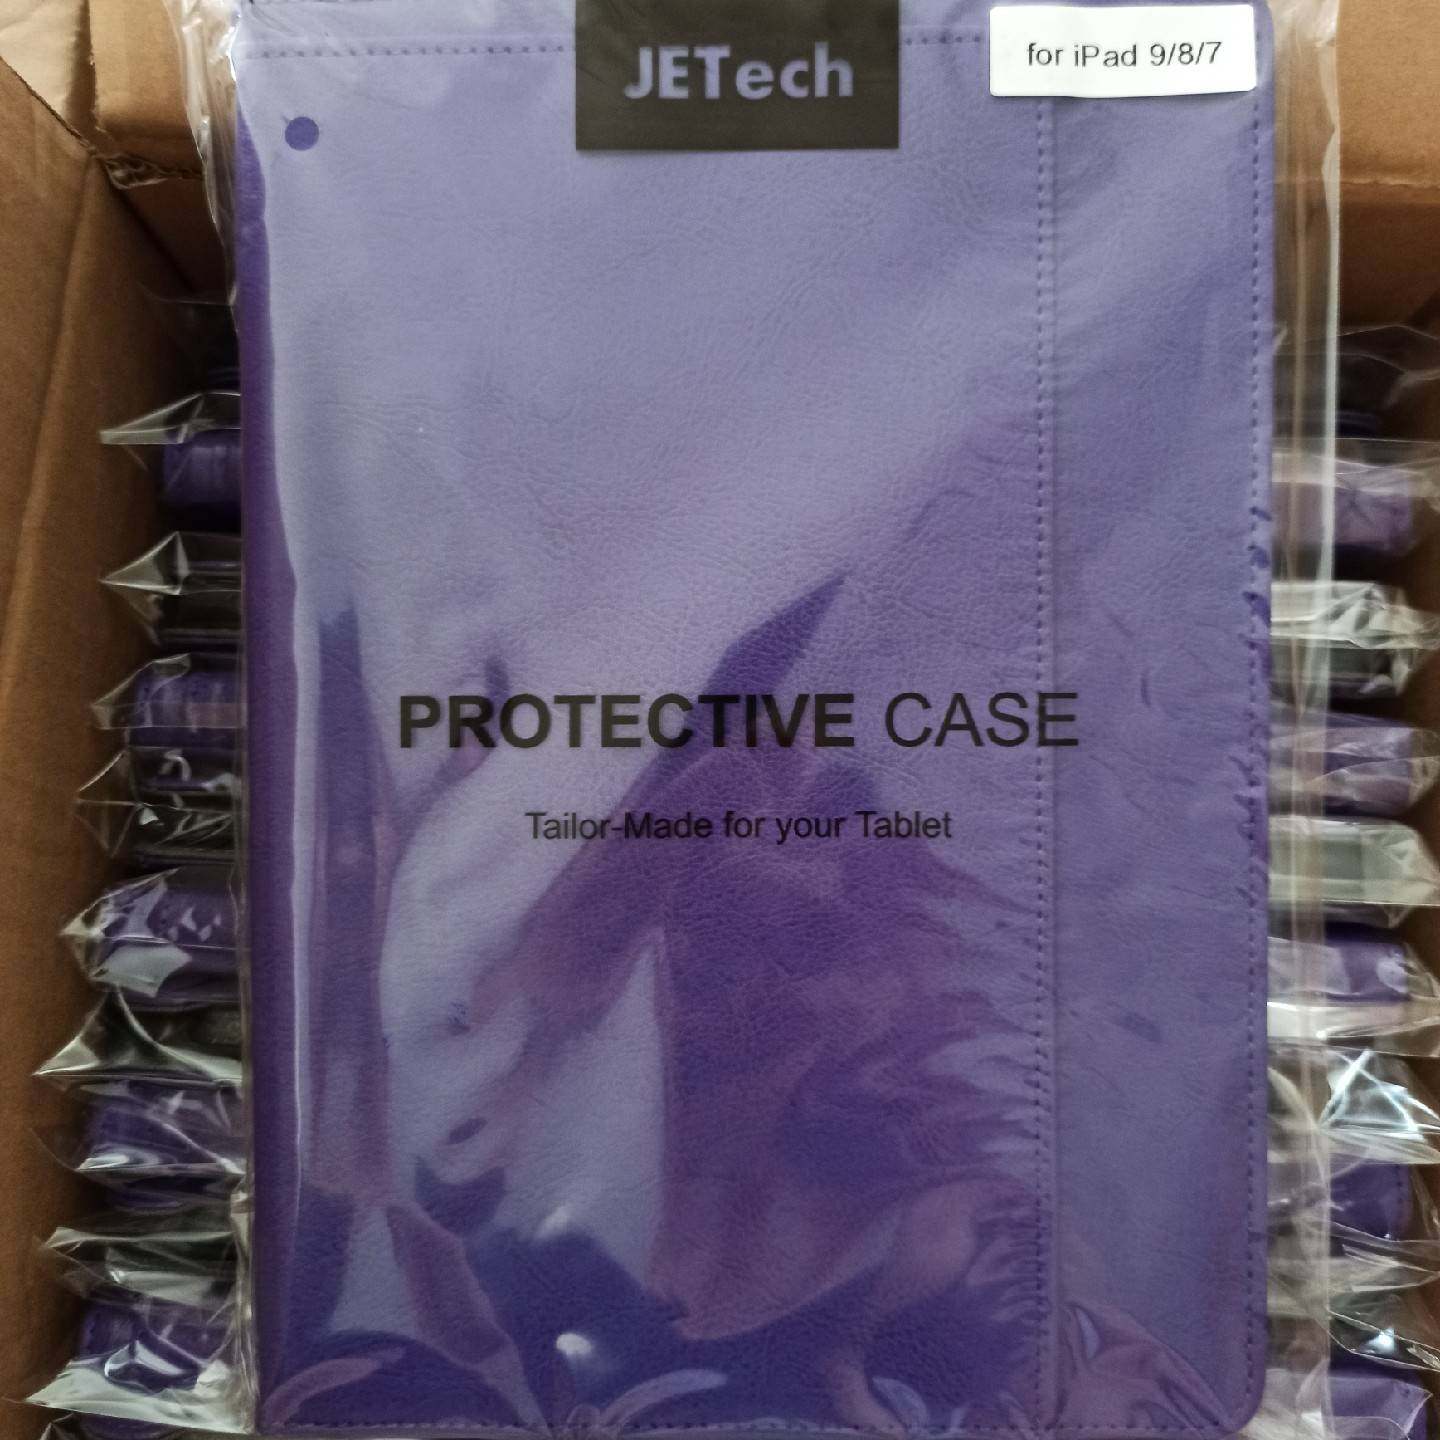 JETech
for iPad 9/8/7
PROTECTIVE CASE
Tailor-Made for your Tablet